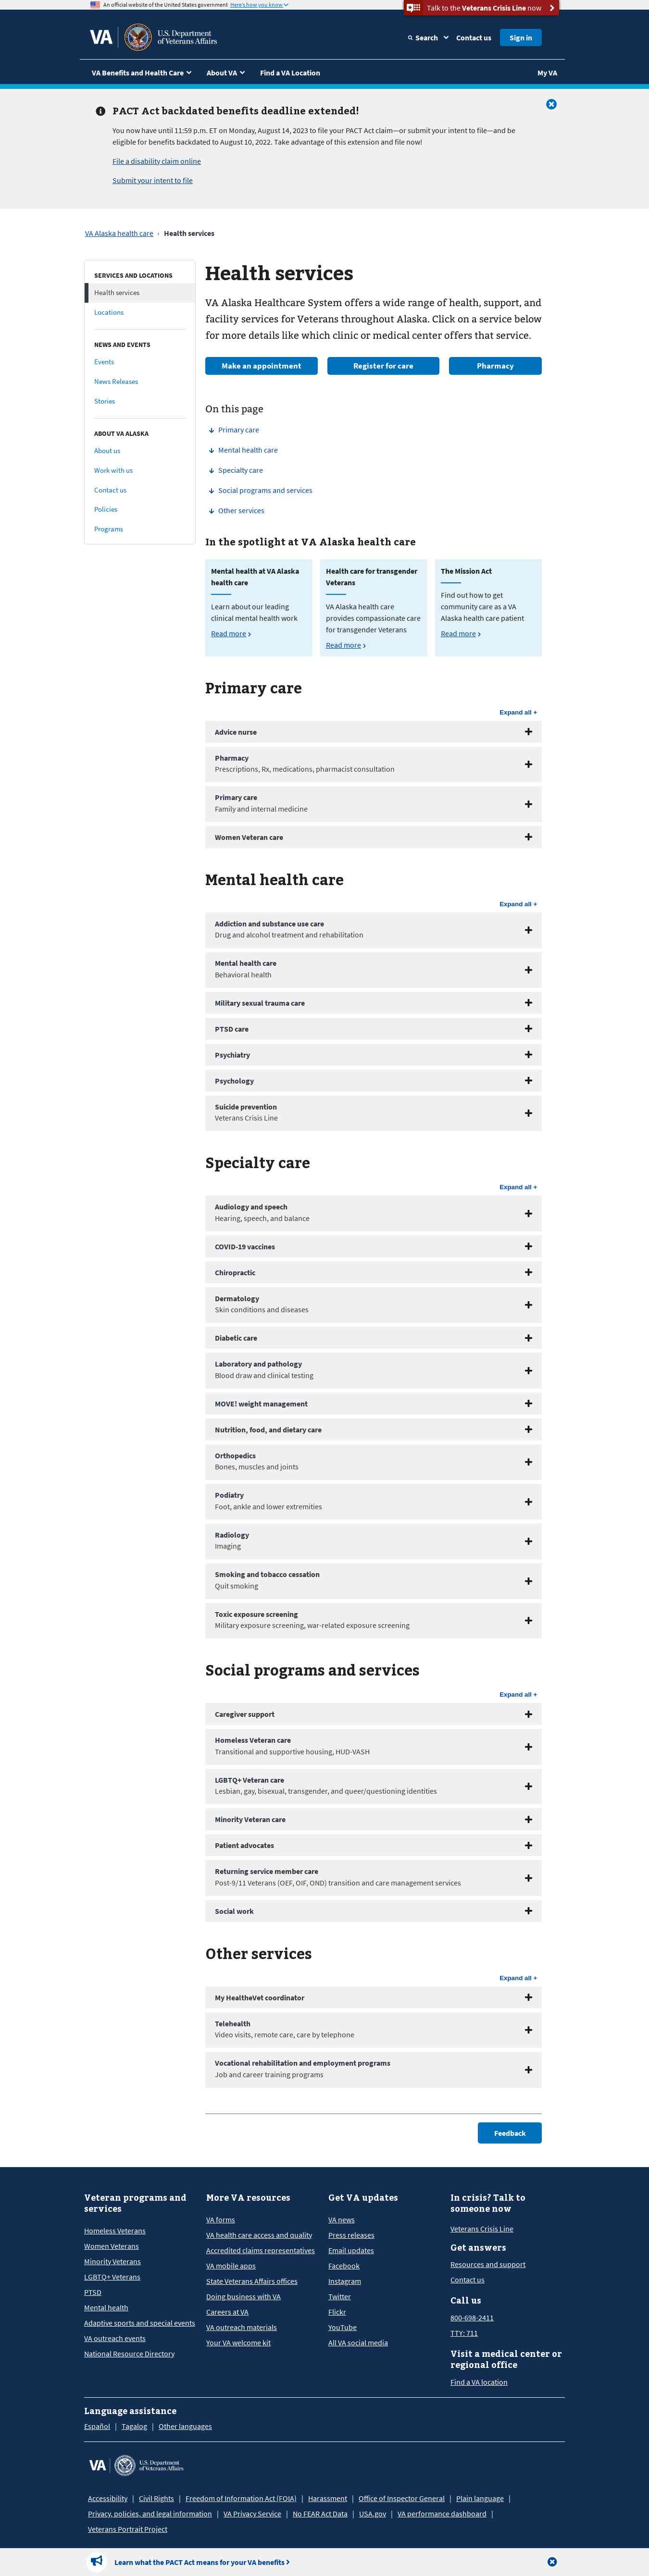 An official website of the United States government Here's how you know
Talk to the Veterans Crisis Line now
VA
U.S. Department
of Veterans Affairs
Search
Contact us
Sign in
VA Benefits and Health Care
About VA
Find a VA Location
My VA
PACT Act backdated benefits deadline extended!
You now have until 11:59 p.m. ET on Monday, August 14, 2023 to file your PACT Act claim—or submit your intent to file—and be
eligible for benefits backdated to August 10, 2022. Take advantage of this extension and file now!
File a disability claim online
Submit your intent to file
VA Alaska health care › Health services
SERVICES AND LOCATIONS
Health services
Locations
NEWS AND EVENTS
Events
News Releases
Stories
ABOUT VA ALASKA
About us
Work with us
Contact us
Policies
Programs
Health services
VA Alaska Healthcare System offers a wide range of health, support, and
facility services for Veterans throughout Alaska. Click on a service below
for more details like which clinic or medical center offers that service.
Make an appointment
Register for care
Pharmacy
On this page
Primary care
Mental health care
Specialty care
Social programs and services
Other services
In the spotlight at VA Alaska health care
Mental health at VA Alaska
health care
Learn about our leading
clinical mental health work
Read more
Health care for transgender
Veterans
VA Alaska health care
provides compassionate care
for transgender Veterans
Read more
The Mission Act
Find out how to get
community care as a VA
Alaska health care patient
Read more
Primary care
Expand all +
Advice nurse
Pharmacy
Prescriptions, Rx, medications, pharmacist consultation
Primary care
Family and internal medicine
Women Veteran care
Mental health care
Expand all +
Addiction and substance use care
Drug and alcohol treatment and rehabilitation
Mental health care
Behavioral health
Military sexual trauma care
PTSD care
Psychiatry
Psychology
Suicide prevention
Veterans Crisis Line
Specialty care
Expand all +
Audiology and speech
Hearing, speech, and balance
COVID-19 vaccines
Chiropractic
Dermatology
Skin conditions and diseases
Diabetic care
Laboratory and pathology
Blood draw and clinical testing
MOVE! weight management
Nutrition, food, and dietary care
Orthopedics
Bones, muscles and joints
Podiatry
Foot, ankle and lower extremities
Radiology
Imaging
Smoking and tobacco cessation
Quit smoking
Toxic exposure screening
Military exposure screening, war-related exposure screening
Social programs and services
Expand all +
Caregiver support
Homeless Veteran care
Transitional and supportive housing, HUD-VASH
LGBTQ+ Veteran care
Lesbian, gay, bisexual, transgender, and queer/questioning identities
Minority Veteran care
Patient advocates
Returning service member care
Post-9/11 Veterans (OEF, OIF, OND) transition and care management services
Social work
Other services
Expand all +
My HealtheVet coordinator
Telehealth
Video visits, remote care, care by telephone
Vocational rehabilitation and employment programs
Job and career training programs
Feedback
Veteran programs and
services
Homeless Veterans
Women Veterans
Minority Veterans
LGBTQ+ Veterans
PTSD
Mental health
Adaptive sports and special events
VA outreach events
National Resource Directory
More VA resources
VA forms
VA health care access and quality
Accredited claims representatives
VA mobile apps
State Veterans Affairs offices
Doing business with VA
Careers at VA
VA outreach materials
Your VA welcome kit
Get VA updates
VA news
Press releases
Email updates
Facebook
Instagram
Twitter
Flickr
YouTube
All VA social media
In crisis? Talk to
someone now
Veterans Crisis Line
Get answers
Resources and support
Contact us
Call us
800-698-2411
TTY: 711
Visit a medical center or
regional office
Find a VA location
Language assistance
Español | Tagalog | Other languages
VA
U.S. Department
of Veterans Affairs
Accessibility | Civil Rights | Freedom of Information Act (FOIA) | Harassment | Office of Inspector General | Plain language |
Privacy, policies, and legal information | VA Privacy Service | No FEAR Act Data | USA.gov | VA performance dashboard |
Veterans Portrait Project
Learn what the PACT Act means for your VA benefits